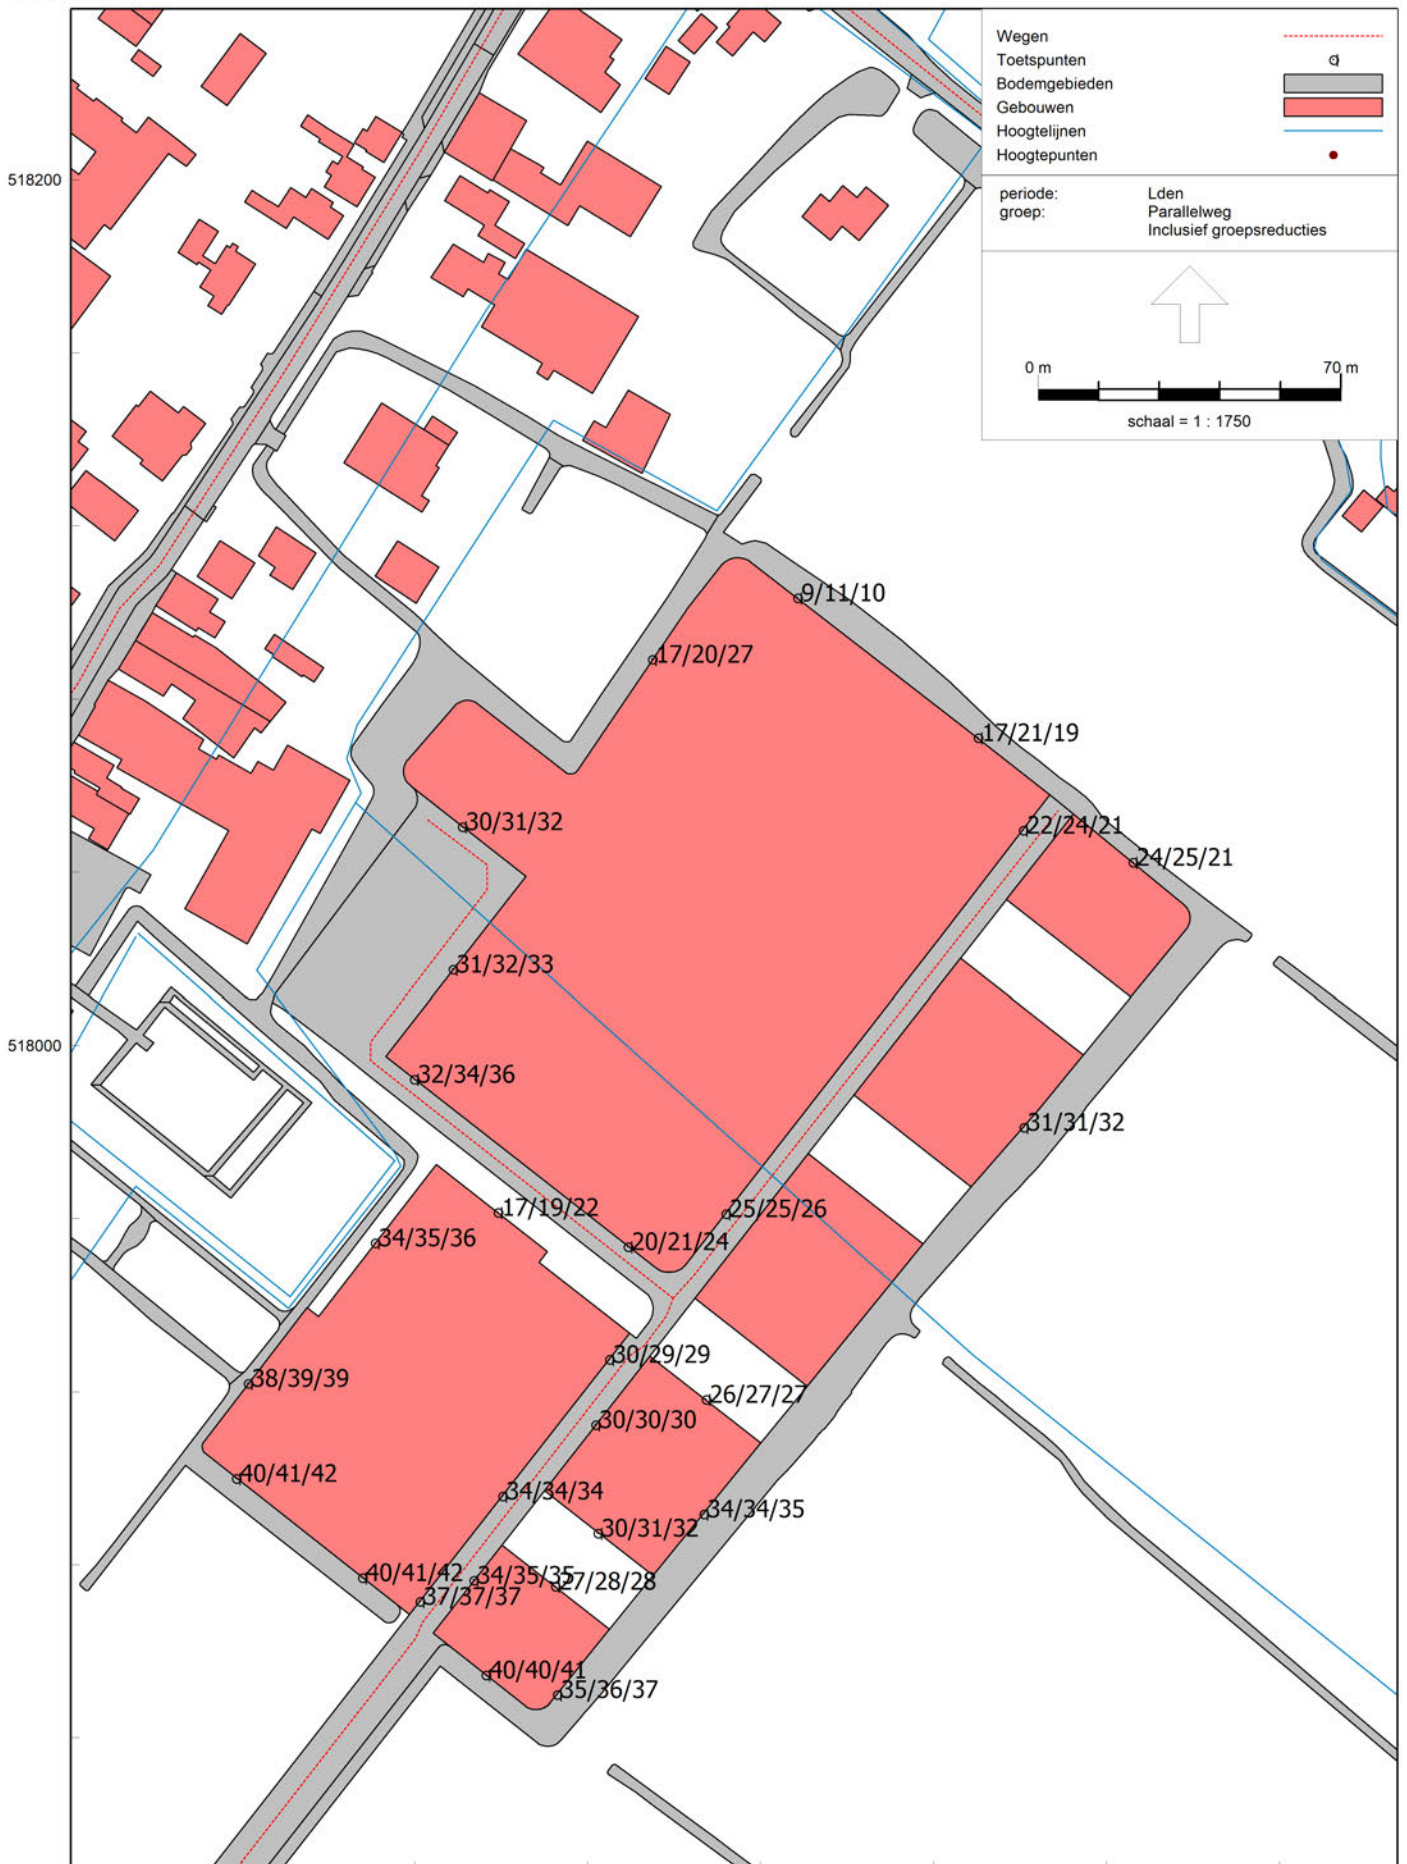 Wegen
Toetspunten
Bodemgebieden
Gebouwen
Hoogtelijnen
Hoogtepunten
periode: Lden
groep: Parallelweg
Inclusief groepsreducties
0 m 70 m
schaal = 1 : 1750
518200
9/11/10
17/20/27
17/21/19
30/31/32
22/24/21
24/25/21
31/32/33
518000
32/34/36
31/31/32
17/19/22
25/25/26
34/35/36
20/21/24
30/29/29
38/39/39
26/27/27
30/30/30
40/41/42
34/34/34
34/34/35
30/31/32
40/41/42
34/35/35
27/28/28
37/37/37
40/40/41
35/36/37